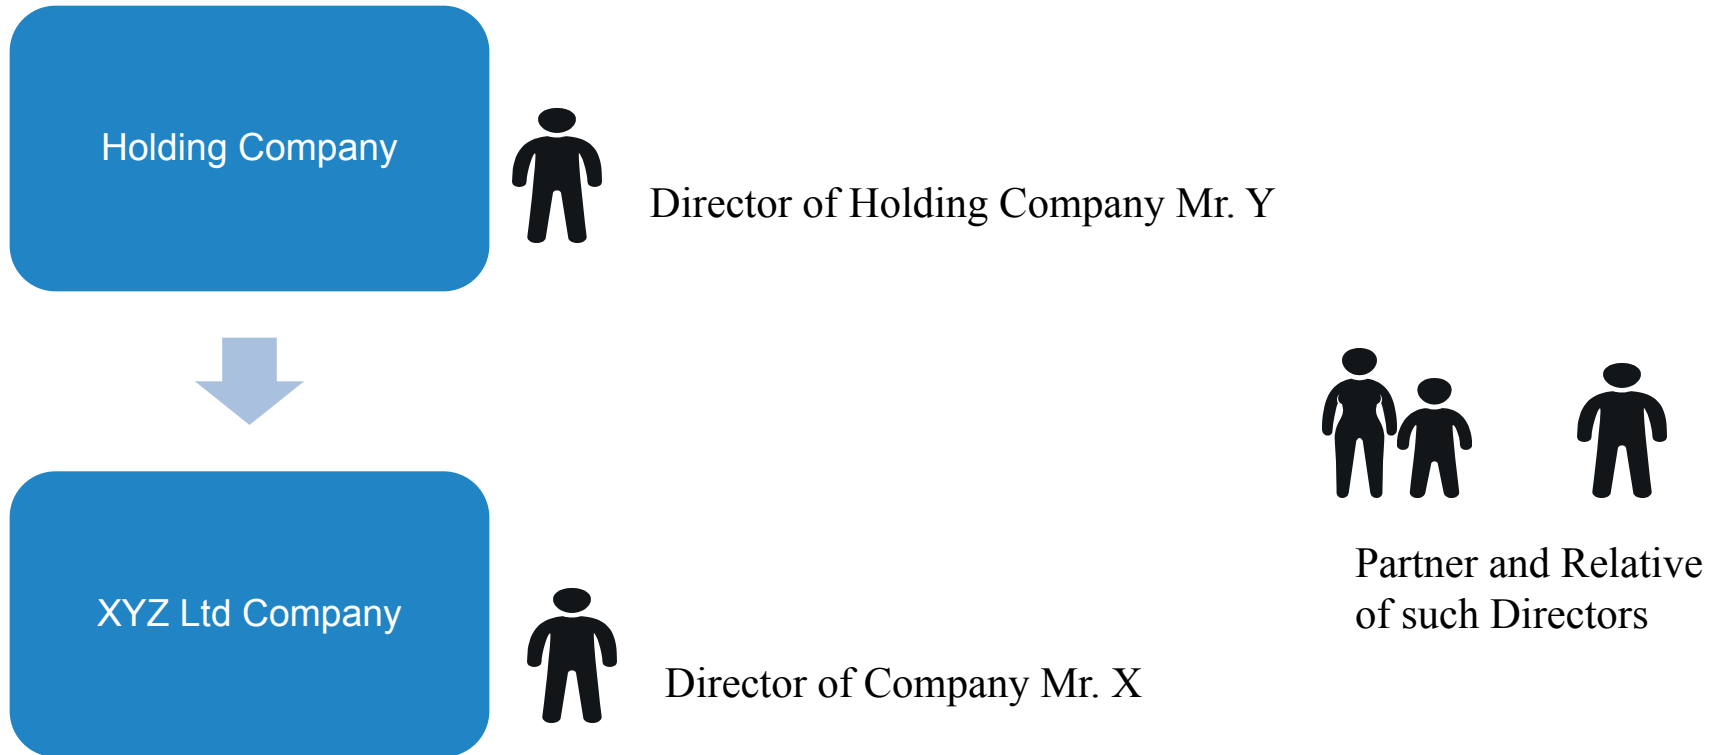 Holding Company
Director of Holding Company Mr. Y
Partner and Relative
of such Directors
XYZ Ltd Company
Director of Company Mr. X